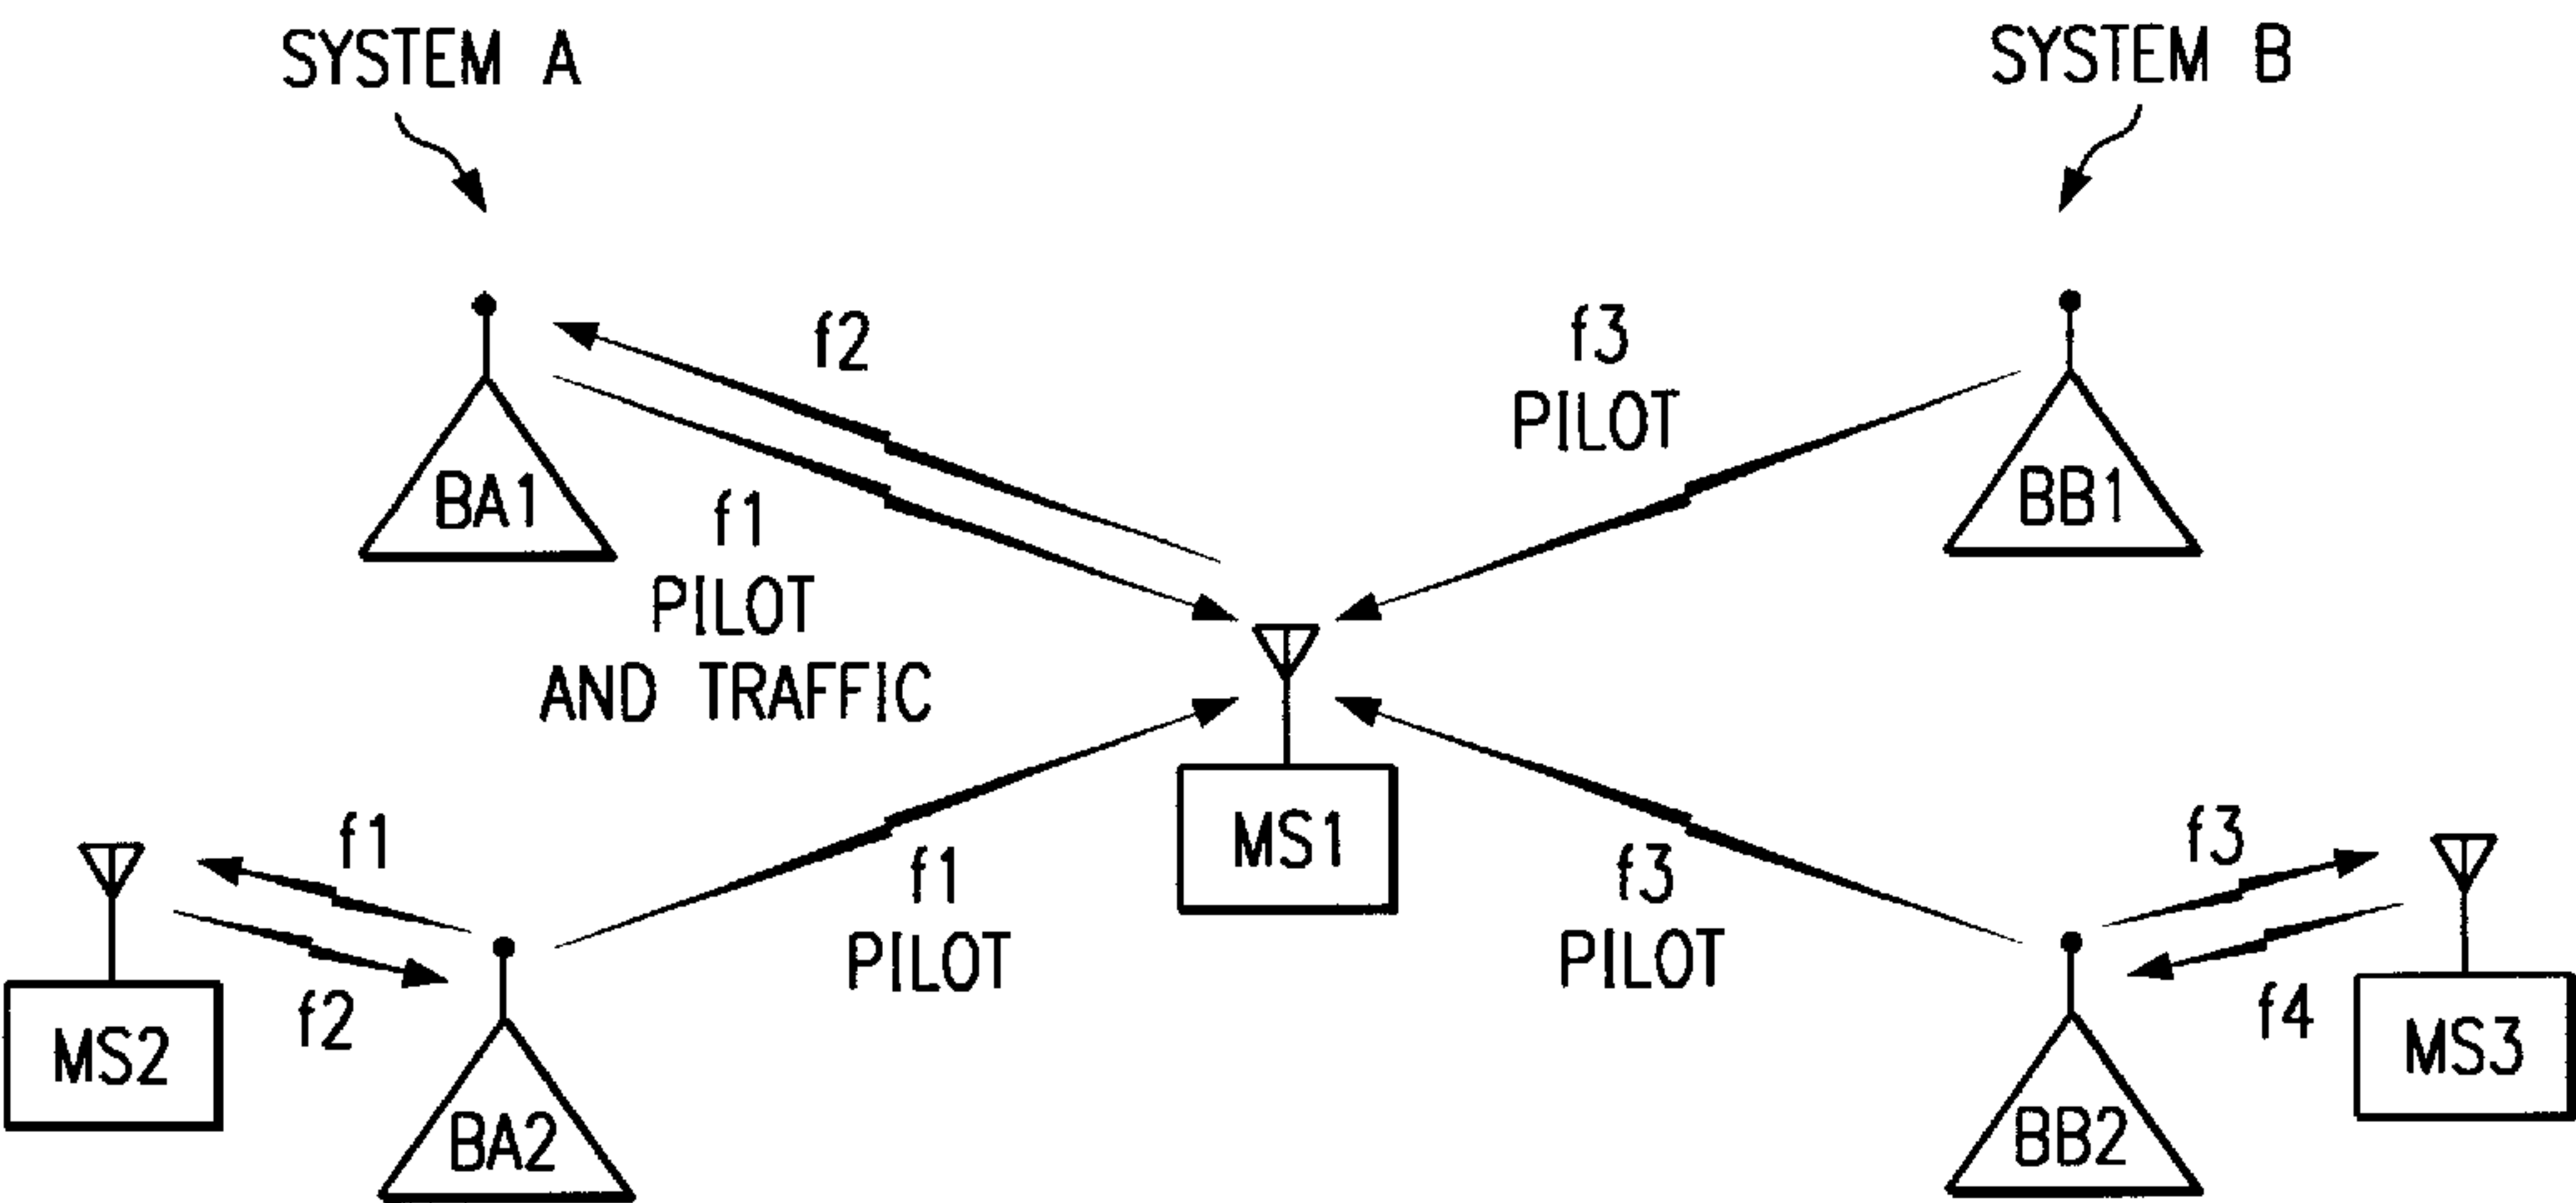 SYSTEM A
SYSTEM B
f2
f3
PILOT
BA1
BB1
f1
PILOT
AND TRAFFIC
f1
f1
PILOT
MS1
f3
PILOT
f3
MS2
f2
BA2
BB2
f4
MS3